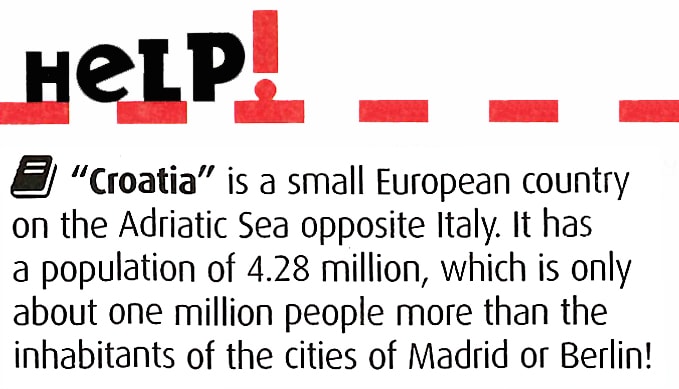 HeLP!
“Croatia” is a small European country
on the Adriatic Sea opposite Italy. It has
a population of 4.28 million, which is only
about one million people more than the
inhabitants of the cities of Madrid or Berlin!